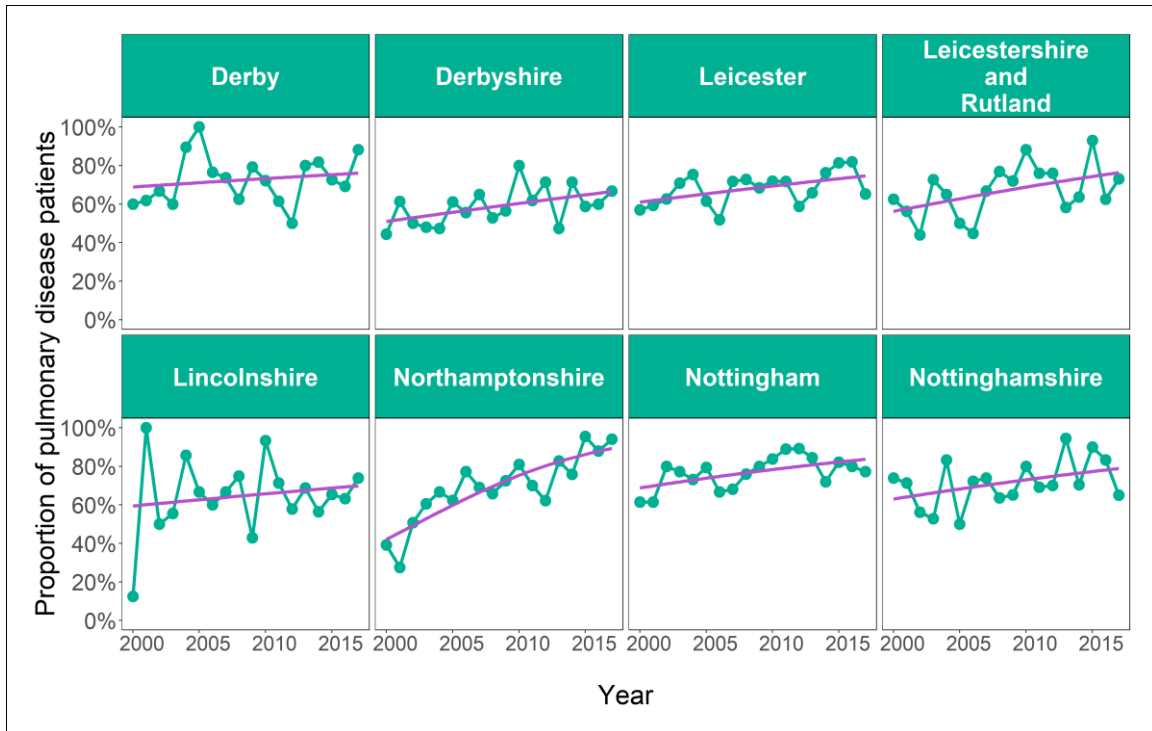 Proportion of pulmonary disease patients
Derby
Derbyshire
Leicester
Leicestershire
and
Rutland
100%
80%
60%
40%
20%
0%
Lincolnshire
Northamptonshire
Nottingham
Nottinghamshire
100%
80%
60%
40%
20%
0%
2000 2005 2010 2015
2000 2005 2010 2015
2000 2005 2010 2015
2000 2005 2010 2015
Year